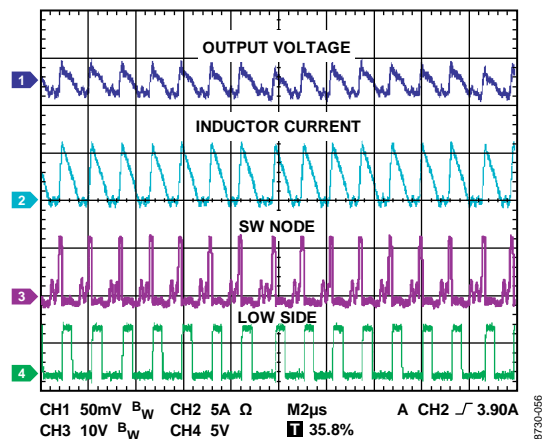 OUTPUT VOLTAGE
1
INDUCTOR CURRENT
2
SW NODE
3
LOW SIDE
4
CH1 50mV BW CH2 5A Ω M2µs A CH2 3.90A
CH3 10V BW CH4 5V T 35.8%
8730-056